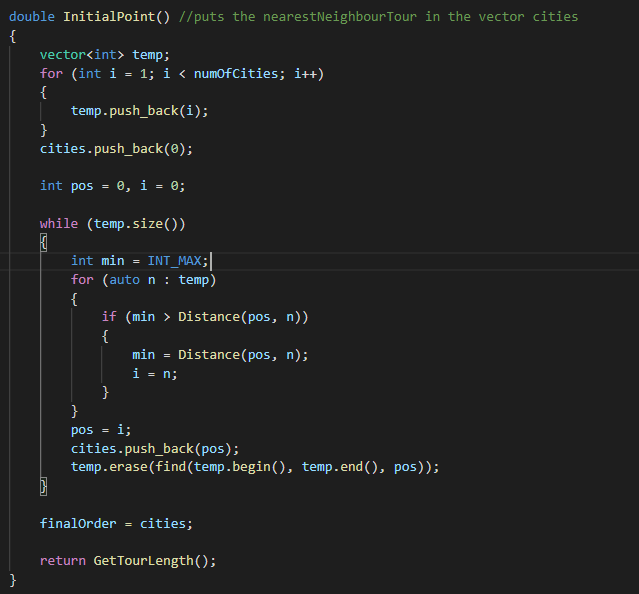 double InitialPoint() //puts the nearestNeighbourTour in the vector cities
{
    vector<int> temp;
    for (int i = 1; i < numOfCities; i++)
    {
        temp.push_back(i);
    }
    cities.push_back(0);

    int pos = 0, i = 0;

    while (temp.size())
    {
        int min = INT_MAX;
        for (auto n : temp)
        {
            if (min > Distance(pos, n))
            {
                min = Distance(pos, n);
                i = n;
            }
        }
        pos = i;
        cities.push_back(pos);
        temp.erase(find(temp.begin(), temp.end(), pos));
    }

    finalOrder = cities;

    return GetTourLength();
}